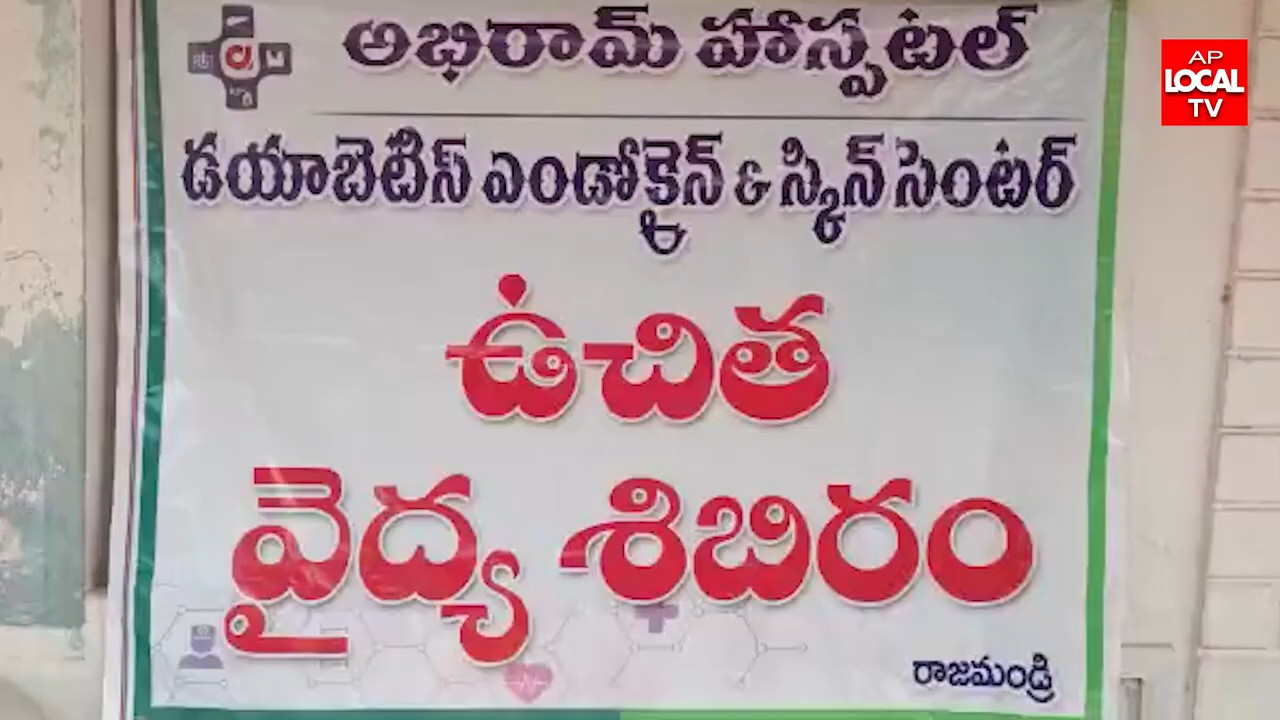 అభిరామ్ హాస్పటల్
డయాబెటిస్ ఎండోక్రైన్ & స్కిన్ సెంటర్
ఉచిత
వైద్య శిబిరం
రాజమండ్రి
AP
LOCAL
TV